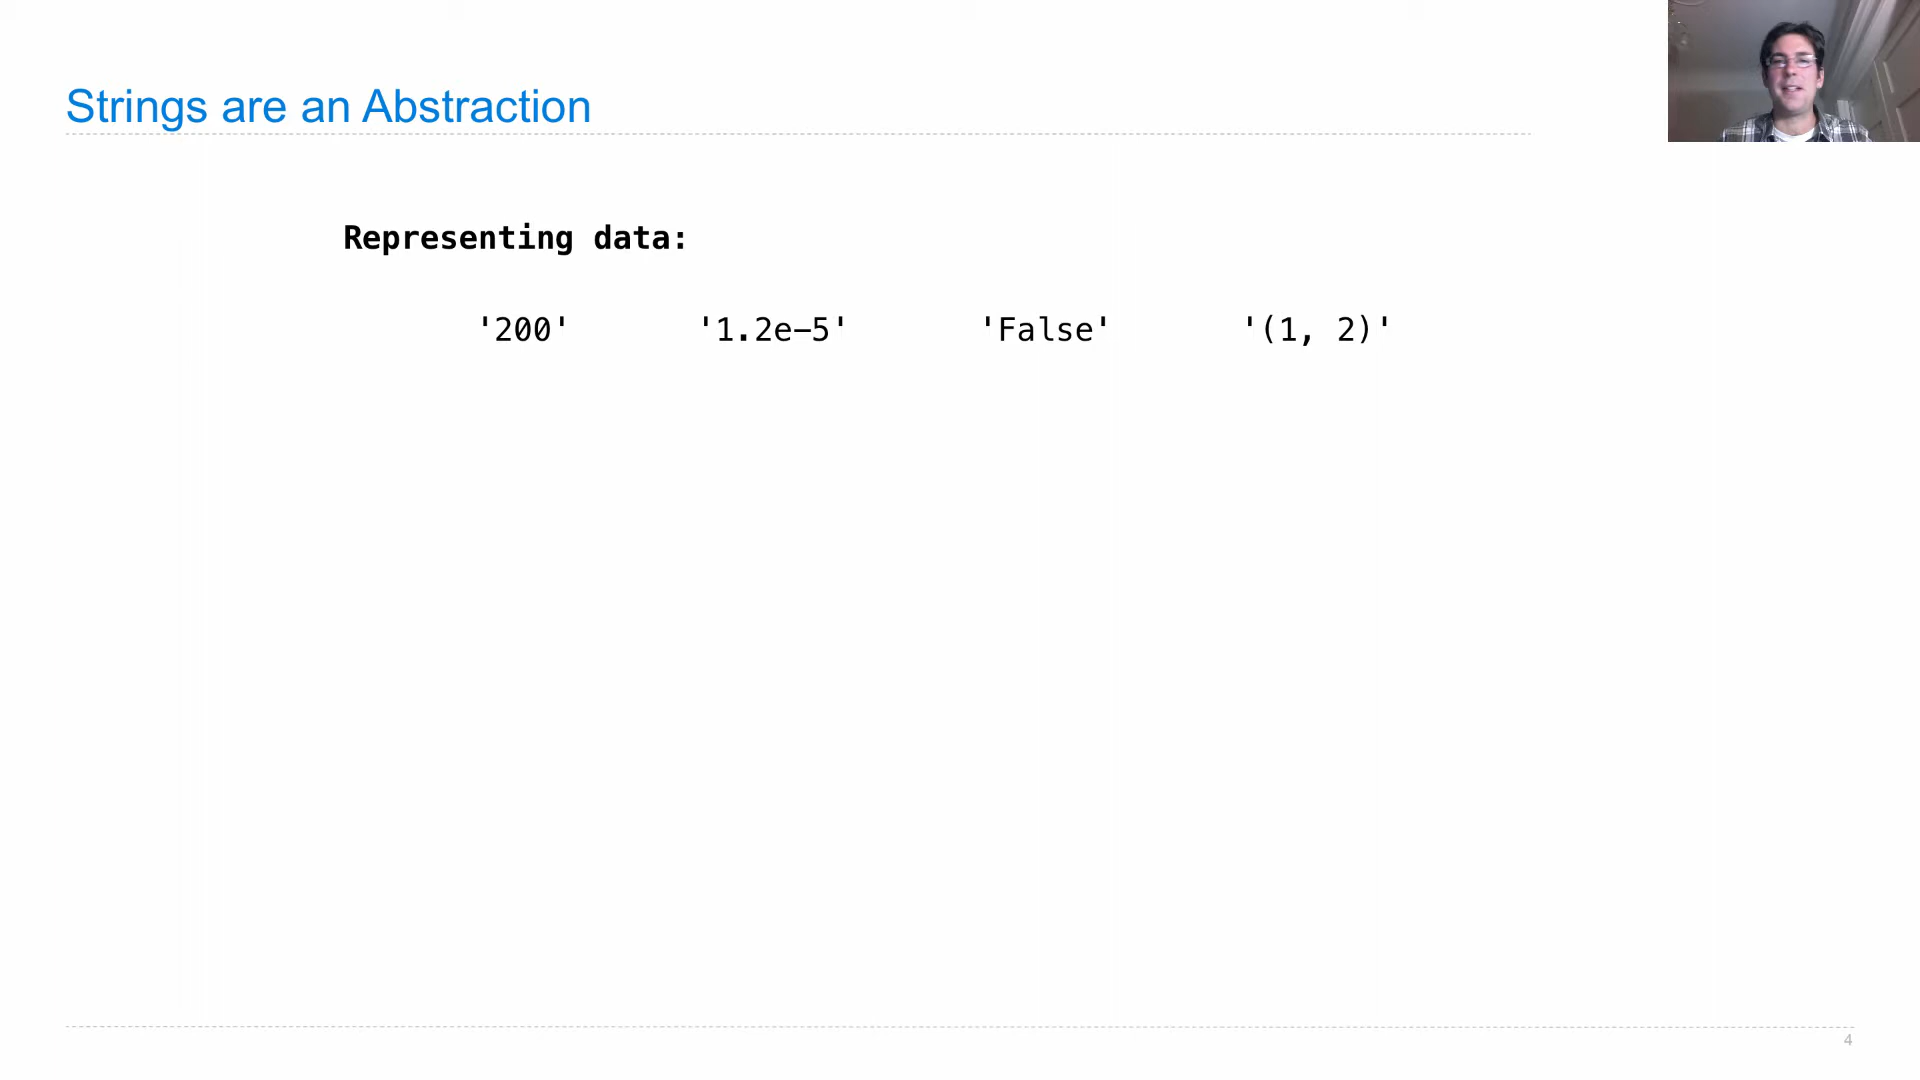 Strings are an Abstraction
Representing data:
'200' '1.2e-5' 'False' '(1, 2)'
4